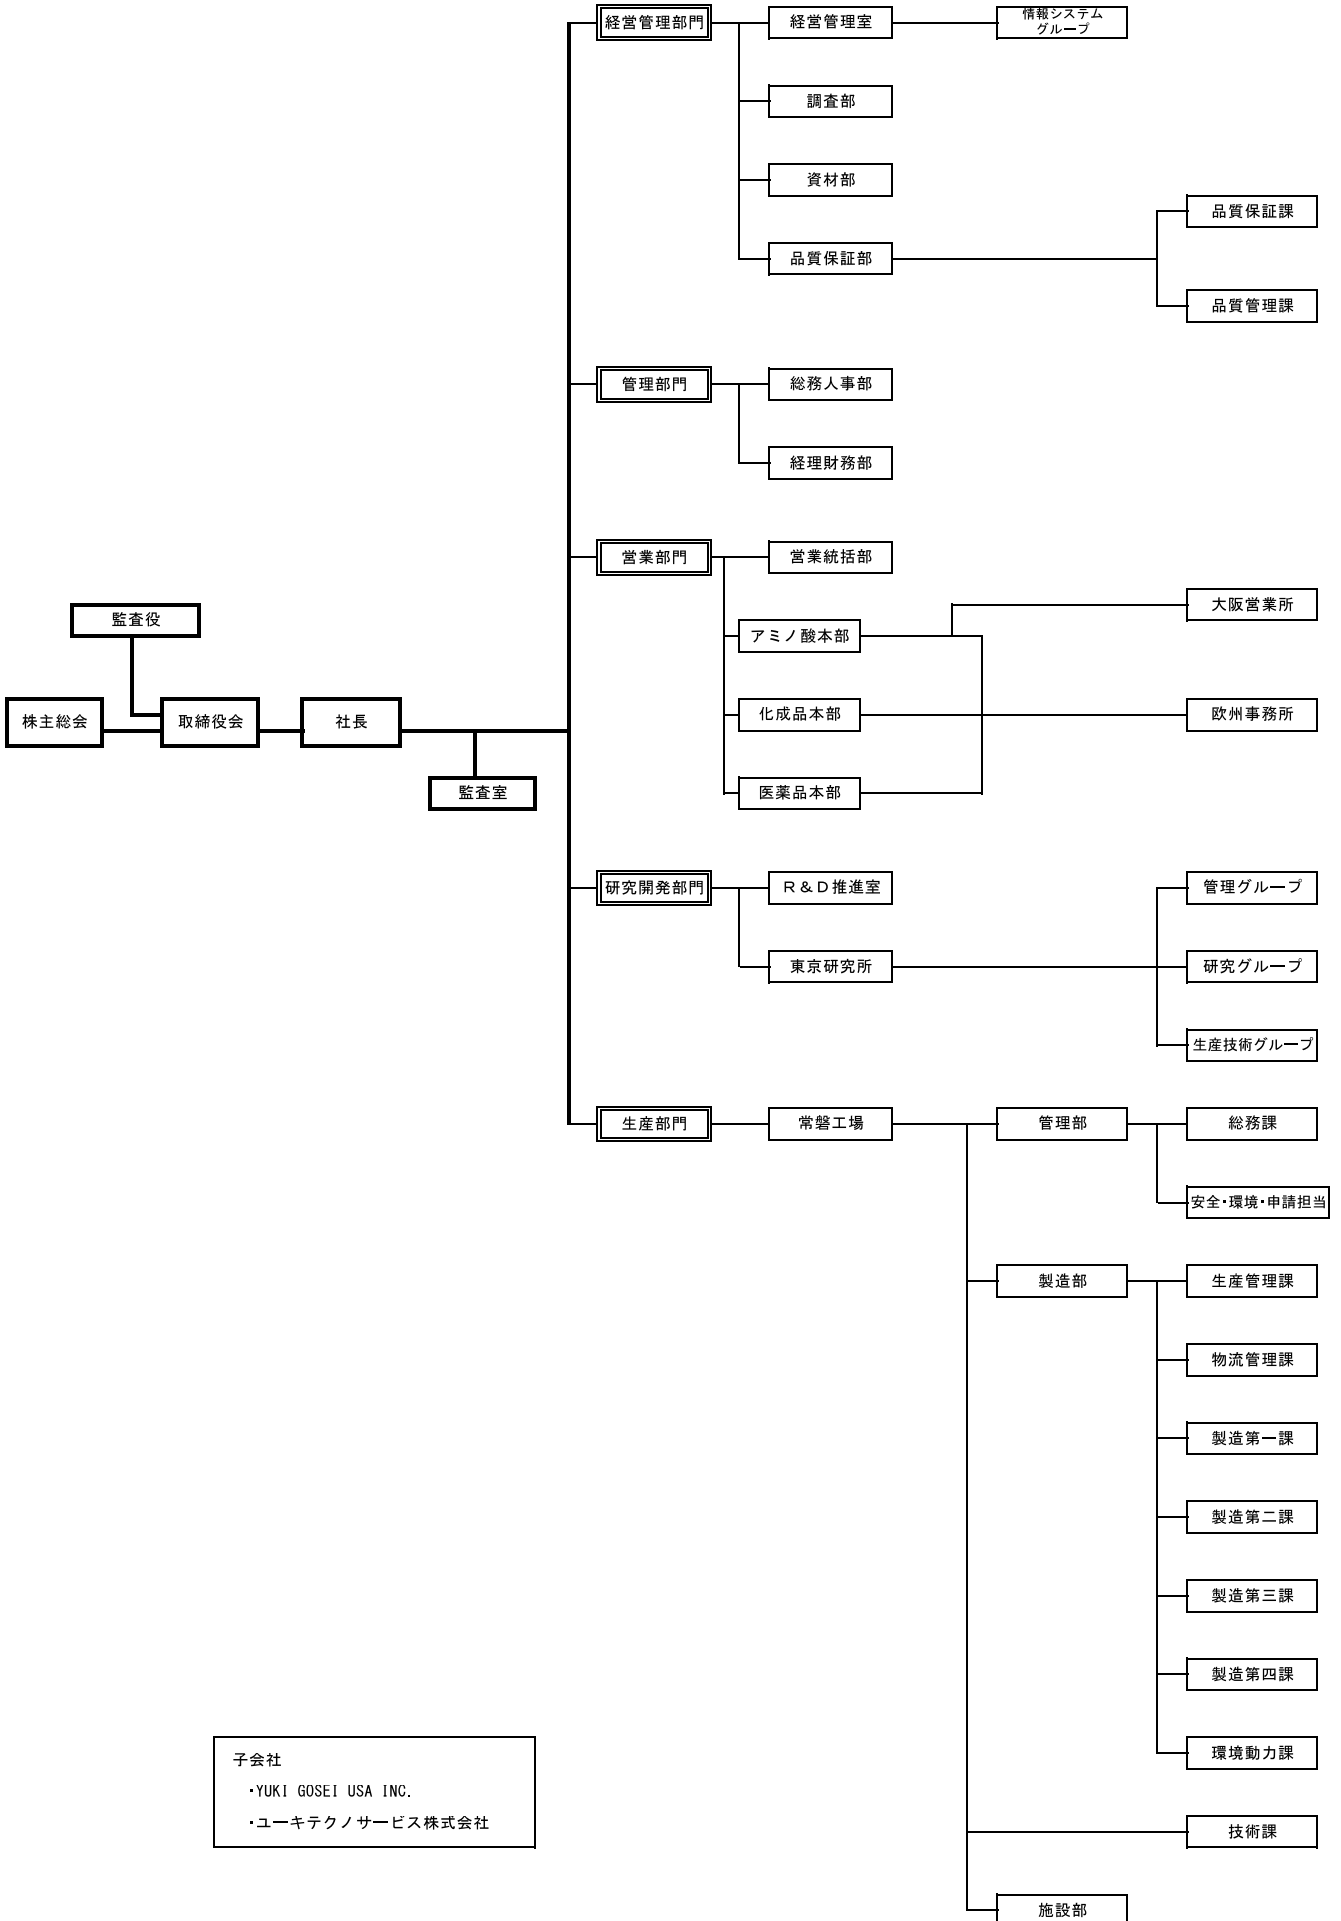 経営管理部門
経営管理室
情報システム
グループ
調査部
資材部
品質保証課
品質保証部
品質管理課
管理部門
総務人事部
経理財務部
営業部門
営業統括部
大阪営業所
監査役
アミノ酸本部
株主総会
取締役会
社長
化成品本部
欧州事務所
監査室
医薬品本部
研究開発部門
R&D推進室
管理グループ
東京研究所
研究グループ
生産技術グループ
生産部門
常磐工場
管理部
総務課
安全・環境・申請担当
製造部
生産管理課
物流管理課
製造第一課
製造第二課
製造第三課
製造第四課
環境動力課
子会社
・YUKI GOSEI USA INC.
・ユーキテクノサービス株式会社
技術課
施設部